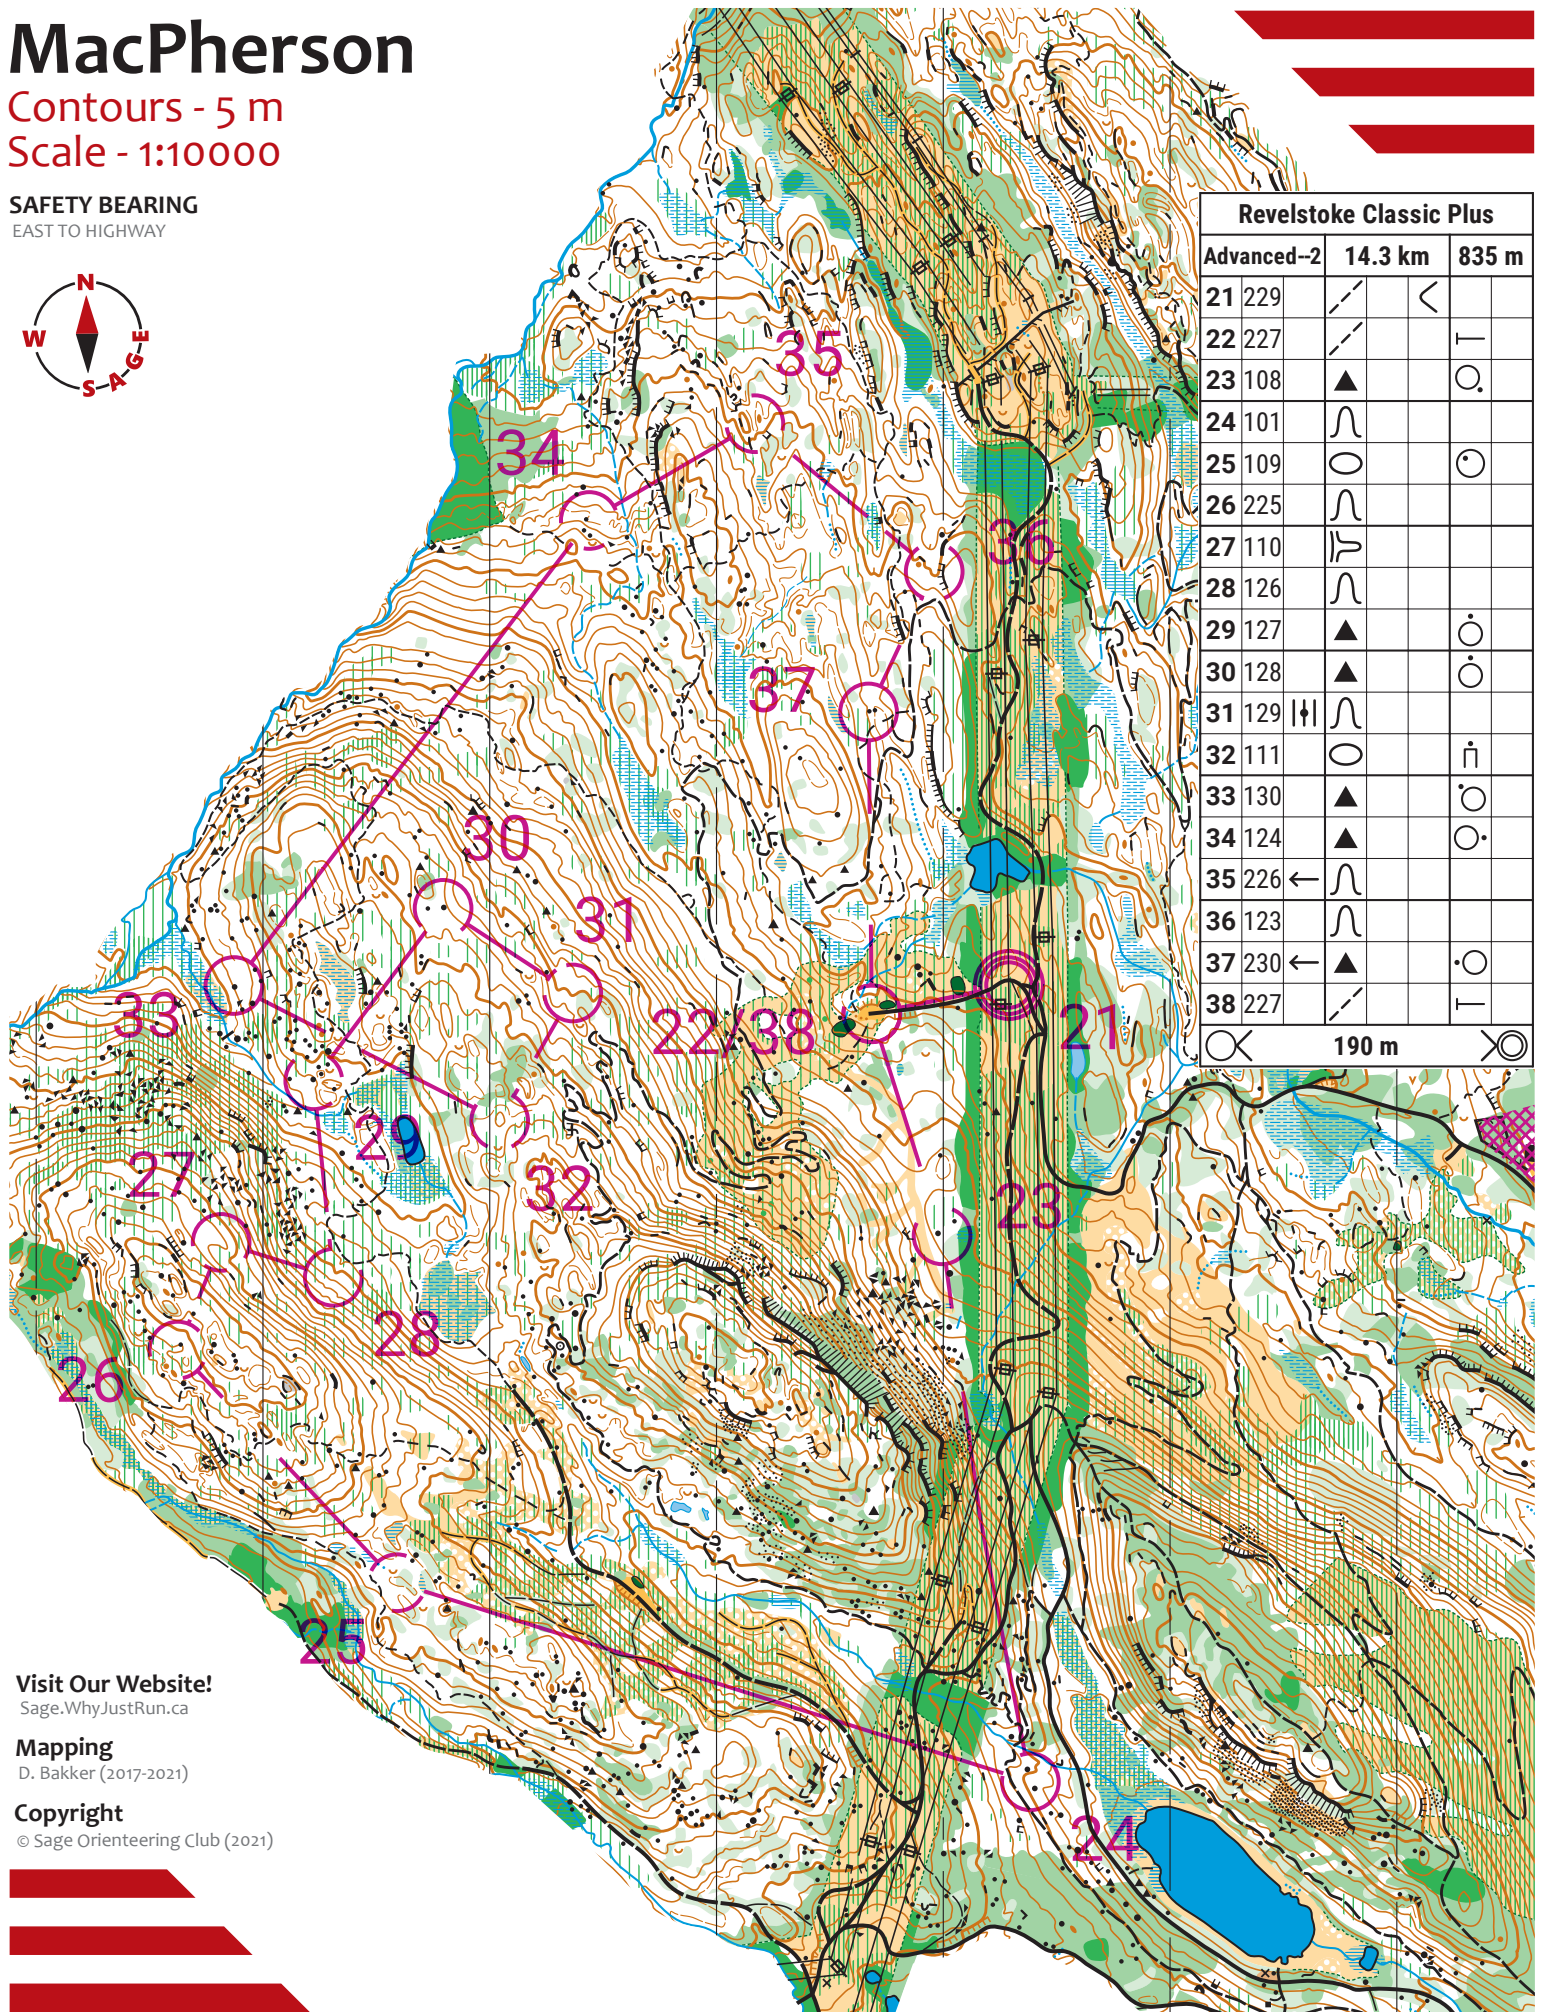 MacPherson
Contours - 5 m
Scale - 1:10000
SAFETY BEARING
EAST TO HIGHWAY
N
W
E
S A G E
Revelstoke Classic Plus
Advanced--2 14.3 km 835 m
21 229
22 227
23 108
24 101
25 109
26 225
27 110
28 126
29 127
30 128
31 129
32 111
33 130
34 124
35 226
36 123
37 230
38 227
190 m
35
34
36
37
30
31
33
22/38
21
29
27
32
23
28
26
25
24
Visit Our Website!
Sage.WhyJustRun.ca
Mapping
D. Bakker (2017-2021)
Copyright
© Sage Orienteering Club (2021)